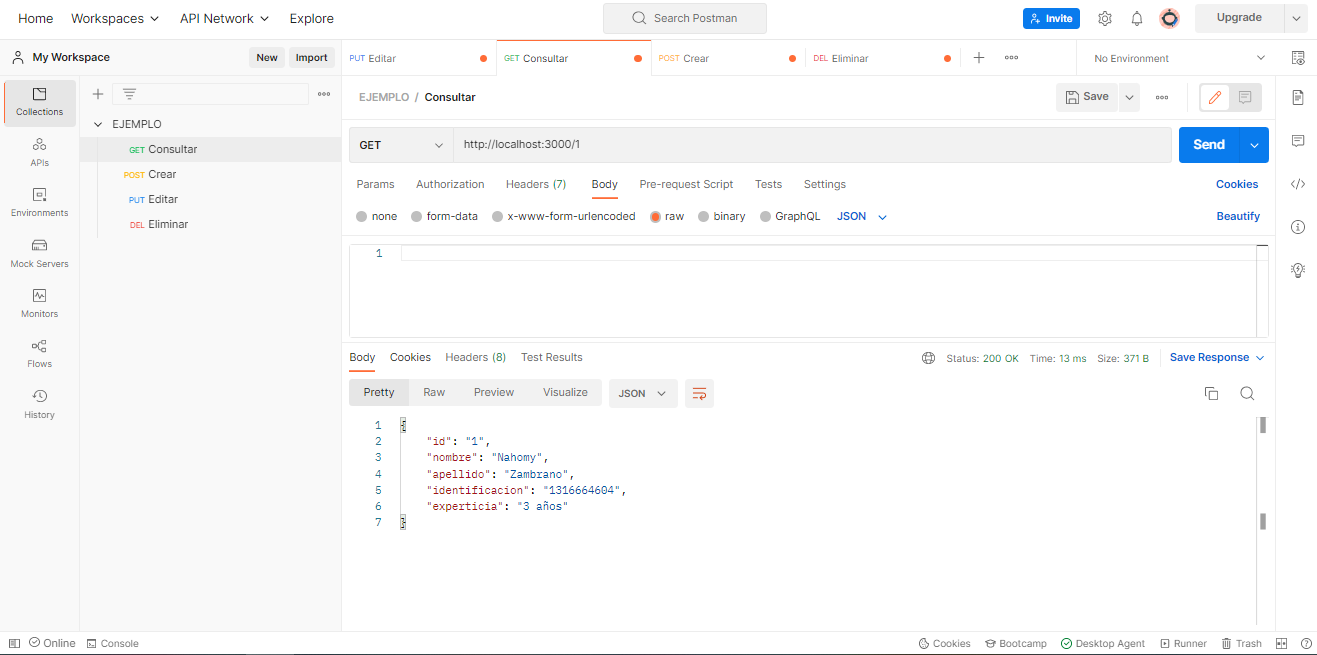 Home Workspaces API Network Explore Search Postman Invite Upgrade
My Workspace New Import PUT Editar GET Consultar POST Crear DEL Eliminar No Environment
Collections
APIs
Environments
Mock Servers
Monitors
Flows
History
EJEMPLO
GET Consultar
POST Crear
PUT Editar
DEL Eliminar
EJEMPLO / Consultar Save
GET http://localhost:3000/1 Send
Params Authorization Headers (7) Body Pre-request Script Tests Settings Cookies
none form-data x-www-form-urlencoded raw binary GraphQL JSON Beautify
1
Body Cookies Headers (8) Test Results Status: 200 OK Time: 13 ms Size: 371 B Save Response
Pretty Raw Preview Visualize JSON
1 {
2 "id": "1",
3 "nombre": "Nahomy",
4 "apellido": "Zambrano",
5 "identificacion": "1316664604",
6 "experticia": "3 años"
7 }
Online Console Cookies Bootcamp Desktop Agent Runner Trash